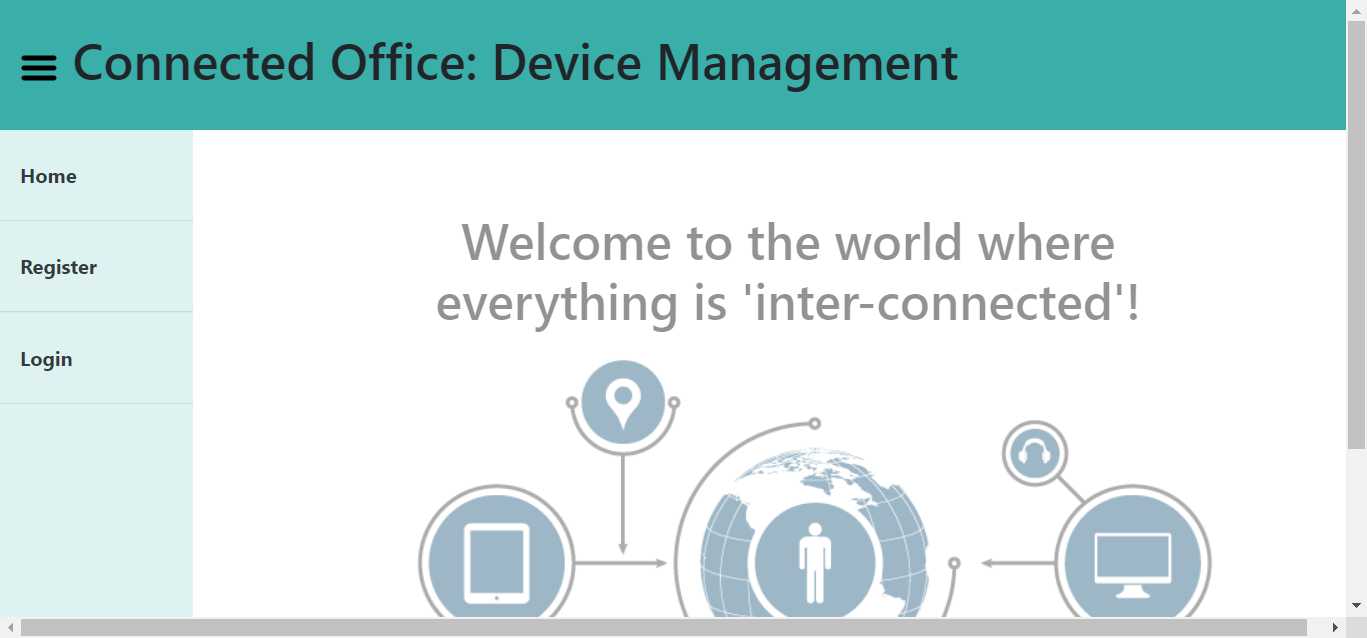 Connected Office: Device Management
Home
Register
Login
Welcome to the world where
everything is 'inter-connected'!